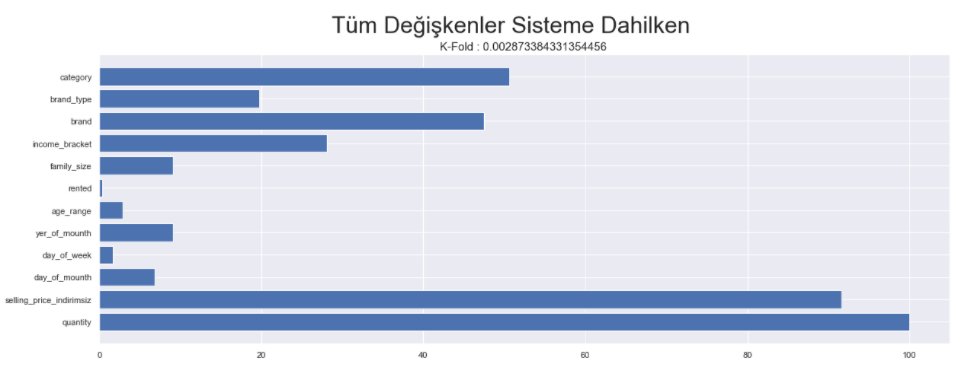 Tüm Değişkenler Sisteme Dahilken
K-Fold : 0.002873384331354456
category
brand_type
brand
income_bracket
family_size
rented
age_range
yer_of_mounth
day_of_week
day_of_mounth
selling_price_indirimsiz
quantity
0 20 40 60 80 100